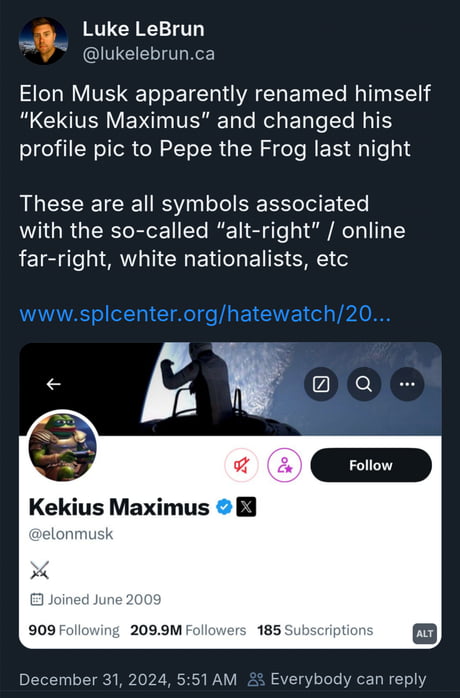 Luke LeBrun
@lukelebrun.ca
Elon Musk apparently renamed himself
“Kekius Maximus” and changed his
profile pic to Pepe the Frog last night
These are all symbols associated
with the so-called “alt-right” / online
far-right, white nationalists, etc
www.splcenter.org/hatewatch/20...
Follow
Kekius Maximus
@elonmusk
Joined June 2009
909 Following 209.9M Followers 185 Subscriptions
ALT
December 31, 2024, 5:51 AM Everybody can reply